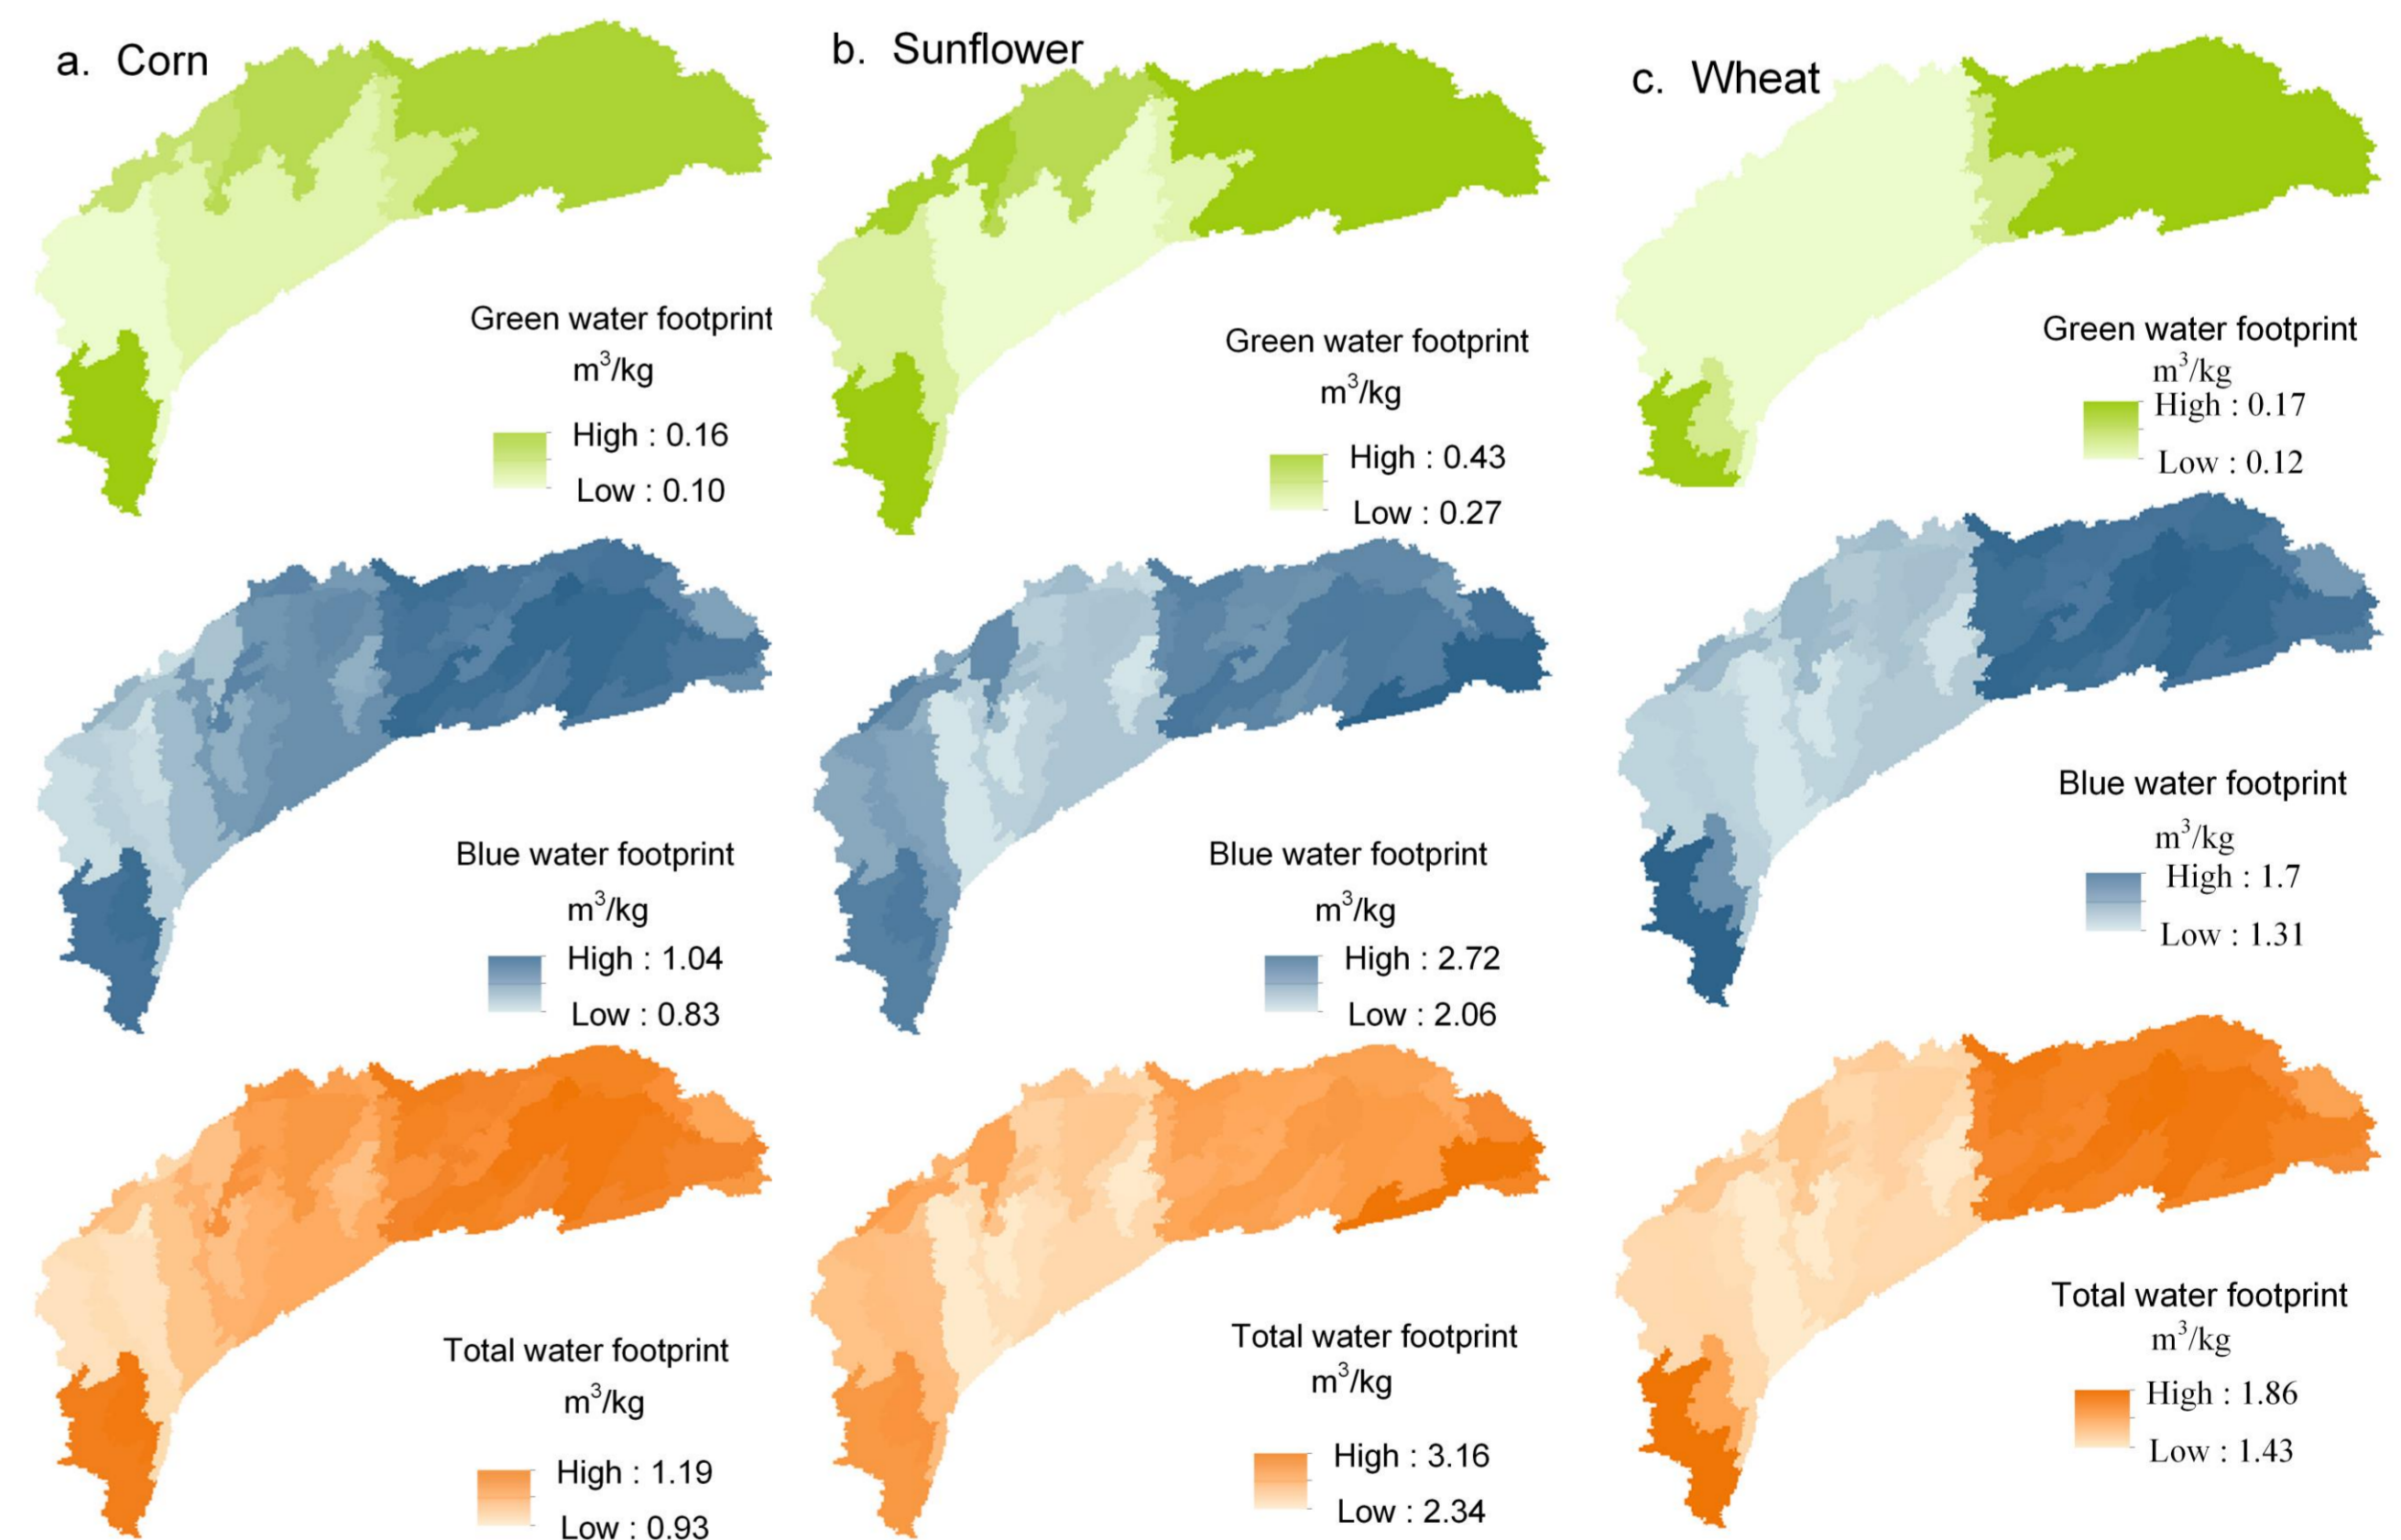 a. Corn
Green water footprint
m³/kg
High : 0.16
Low : 0.10
Blue water footprint
m³/kg
High : 1.04
Low : 0.83
Total water footprint
m³/kg
High : 1.19
Low : 0.93
b. Sunflower
Green water footprint
m³/kg
High : 0.43
Low : 0.27
Blue water footprint
m³/kg
High : 2.72
Low : 2.06
Total water footprint
m³/kg
High : 3.16
Low : 2.34
c. Wheat
Green water footprint
m³/kg
High : 0.17
Low : 0.12
Blue water footprint
m³/kg
High : 1.7
Low : 1.31
Total water footprint
m³/kg
High : 1.86
Low : 1.43